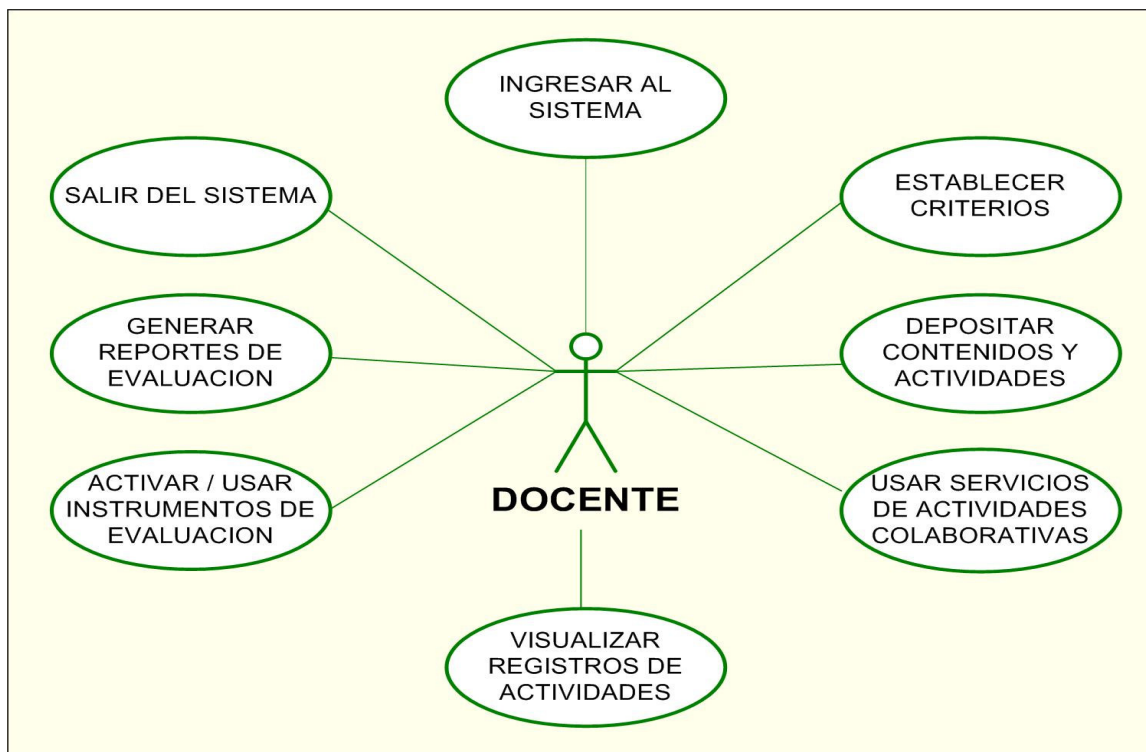 INGRESAR AL
SISTEMA
SALIR DEL SISTEMA
ESTABLECER
CRITERIOS
GENERAR
REPORTES DE
EVALUACION
DEPOSITAR
CONTENIDOS Y
ACTIVIDADES
ACTIVAR / USAR
INSTRUMENTOS DE
EVALUACION
DOCENTE
USAR SERVICIOS
DE ACTIVIDADES
COLABORATIVAS
VISUALIZAR
REGISTROS DE
ACTIVIDADES